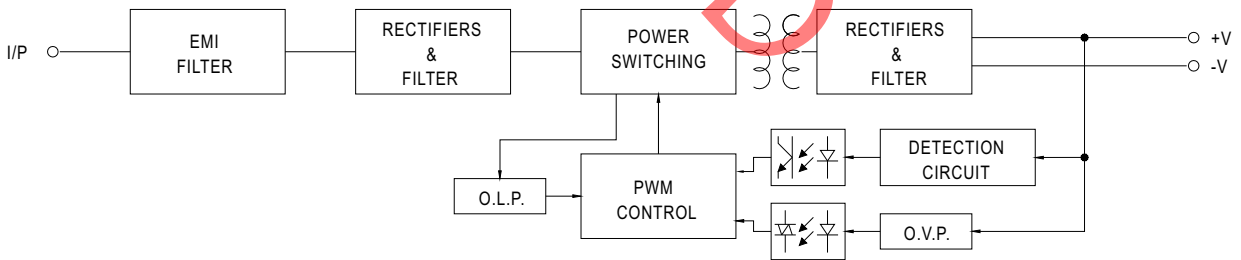 I/P
EMI
FILTER
RECTIFIERS
&
FILTER
POWER
SWITCHING
RECTIFIERS
&
FILTER
+V
-V
DETECTION
CIRCUIT
O.L.P.
PWM
CONTROL
O.V.P.